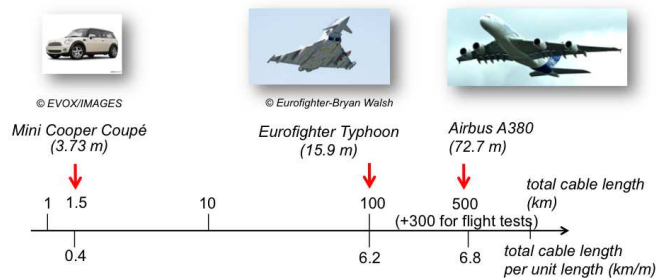 © EVOX/IMAGES
© Eurofighter-Bryan Walsh
Mini Cooper Coupé
(3.73 m)
Eurofighter Typhoon
(15.9 m)
Airbus A380
(72.7 m)
1 1.5 10 100 500
total cable length
(km)
(+300 for flight tests)
0.4 6.2 6.8
total cable length
per unit length (km/m)